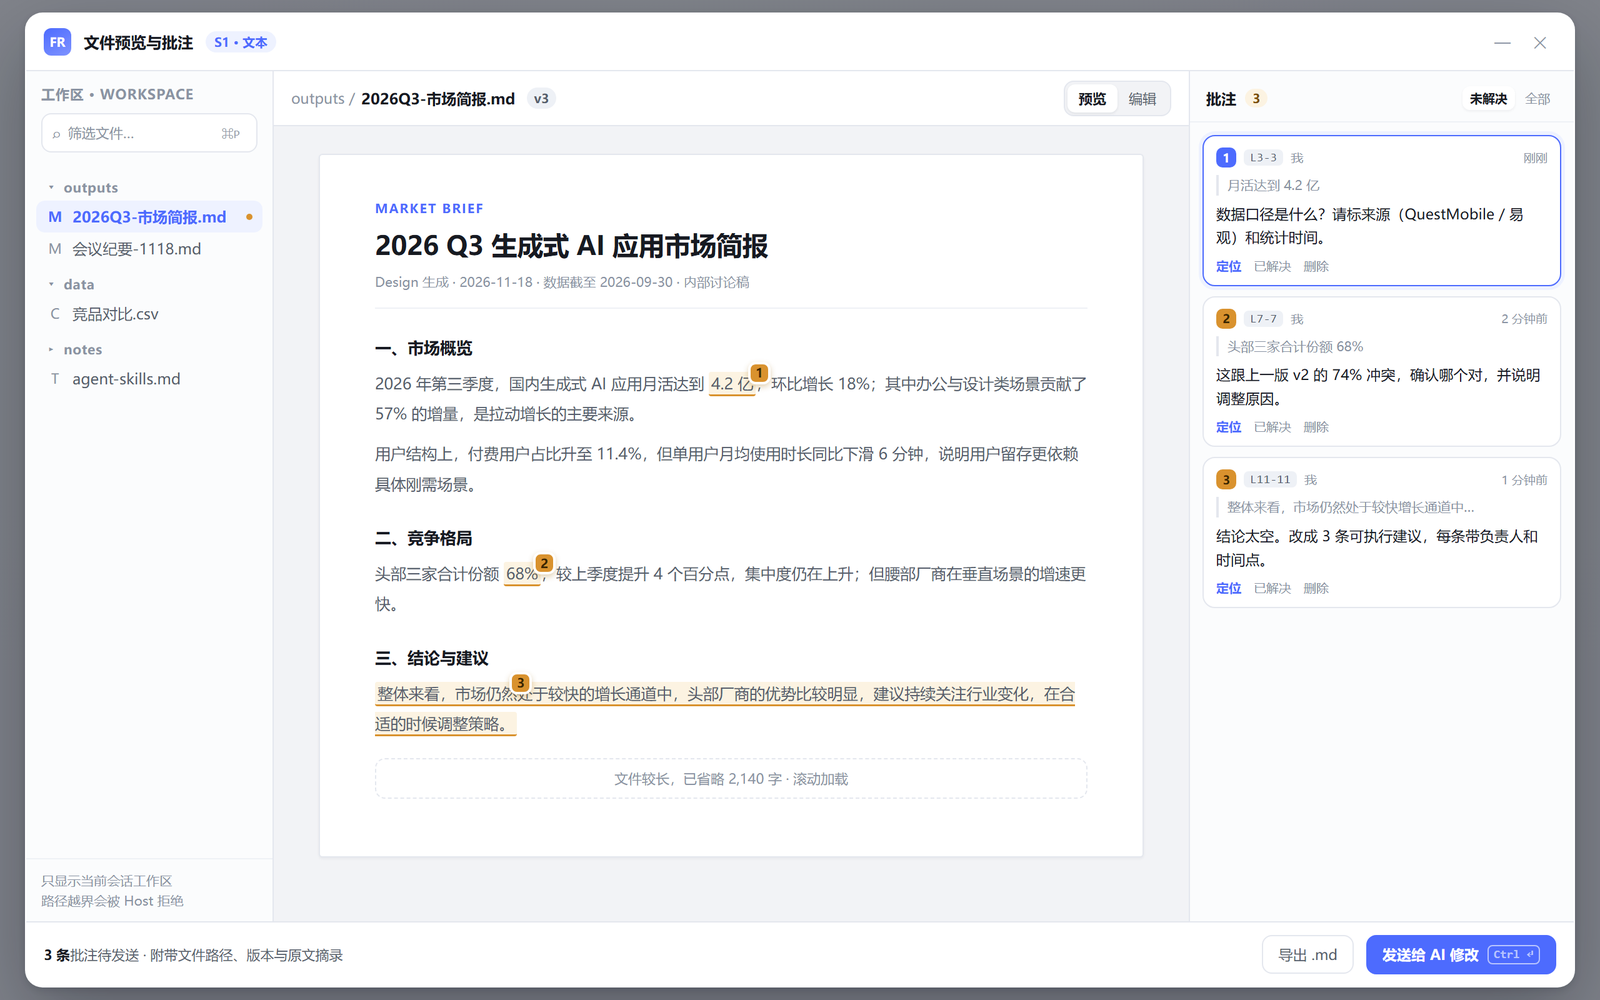 FR 文件预览与批注 S1 • 文本
工作区 • WORKSPACE
筛选文件... ⌘P
outputs
M 2026Q3-市场简报.md
M 会议纪要-1118.md
data
C 竞品对比.csv
notes
T agent-skills.md
只显示当前会话工作区
路径越界会被 Host 拒绝
outputs / 2026Q3-市场简报.md v3
预览 编辑
MARKET BRIEF
2026 Q3 生成式 AI 应用市场简报
Design 生成 · 2026-11-18 · 数据截至 2026-09-30 · 内部讨论稿
一、市场概览
2026 年第三季度，国内生成式 AI 应用月活达到 4.2 亿，1 环比增长 18%；其中办公与设计类场景贡献了
57% 的增量，是拉动增长的主要来源。
用户结构上，付费用户占比升至 11.4%，但单用户月均使用时长同比下滑 6 分钟，说明用户留存更依赖
具体刚需场景。
二、竞争格局
头部三家合计份额 68%，2 较上季度提升 4 个百分点，集中度仍在上升；但腰部厂商在垂直场景的增速更
快。
三、结论与建议
3
整体来看，市场仍然处于较快的增长通道中，头部厂商的优势比较明显，建议持续关注行业变化，在合
适的时候调整策略。
文件较长，已省略 2,140 字 · 滚动加载
批注 3 未解决 全部
1 L3-3 我 刚刚
月活达到 4.2 亿
数据口径是什么？请标来源（QuestMobile / 易
观）和统计时间。
定位 已解决 删除
2 L7-7 我 2 分钟前
头部三家合计份额 68%
这跟上一版 v2 的 74% 冲突，确认哪个对，并说明
调整原因。
定位 已解决 删除
3 L11-11 我 1 分钟前
整体来看，市场仍然处于较快增长通道中...
结论太空。改成 3 条可执行建议，每条带负责人和
时间点。
定位 已解决 删除
3 条批注待发送 · 附带文件路径、版本与原文摘录
导出 .md
发送给 AI 修改 Ctrl ⏎